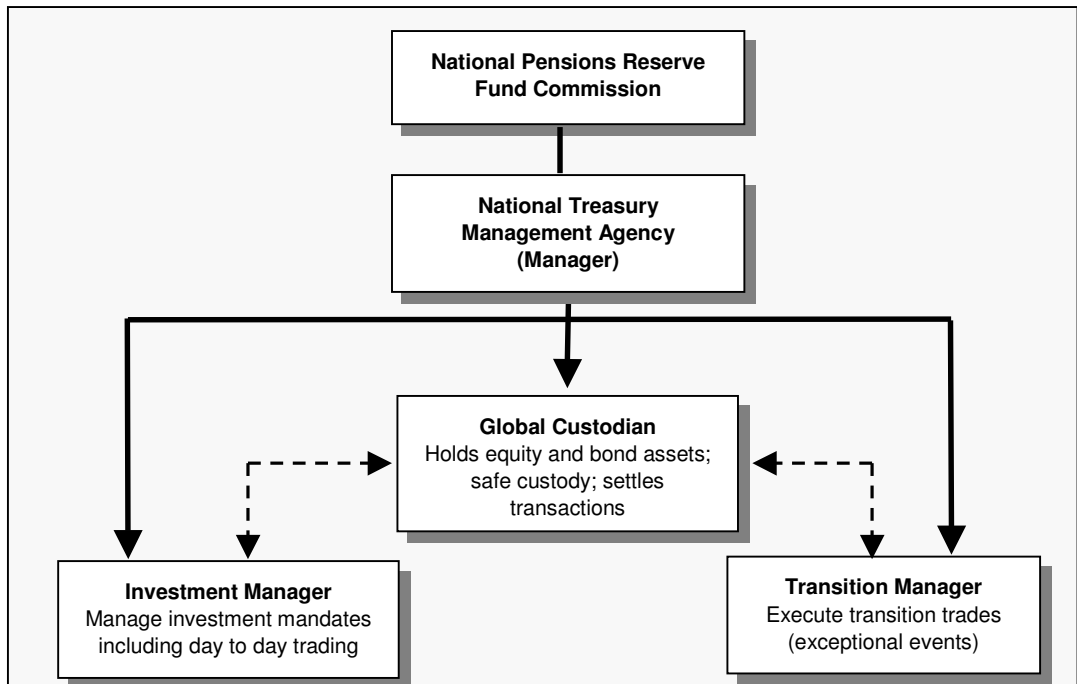 National Pensions Reserve
Fund Commission
National Treasury
Management Agency
(Manager)
Global Custodian
Holds equity and bond assets;
safe custody; settles
transactions
Investment Manager
Manage investment mandates
including day to day trading
Transition Manager
Execute transition trades
(exceptional events)